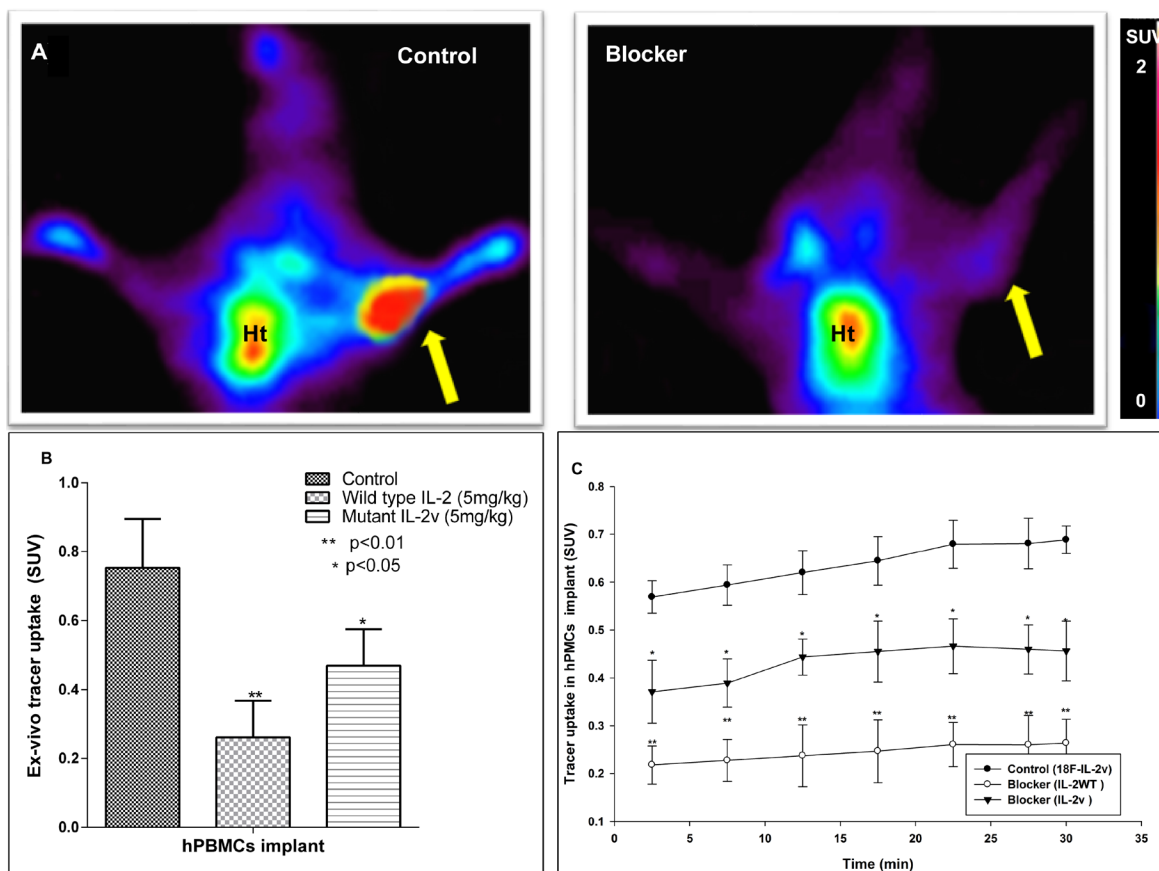 A
Control
Ht
Blocker
Ht
SUV
2
0
B
1.0
0.8
0.6
0.4
0.2
0.0
Ex-vivo tracer uptake (SUV)
Control
Wild type IL-2 (5mg/kg)
Mutant IL-2v (5mg/kg)
** p<0.01
* p<0.05
**
*
hPBMCs implant
C
0.8
0.7
0.6
0.5
0.4
0.3
0.2
0.1
Tracer uptake in hPMCs implant (SUV)
* * * * * * *
** ** ** ** ** ** **
Control (18F-IL-2v)
Blocker (IL-2WT )
Blocker (IL-2v )
0 5 10 15 20 25 30 35
Time (min)